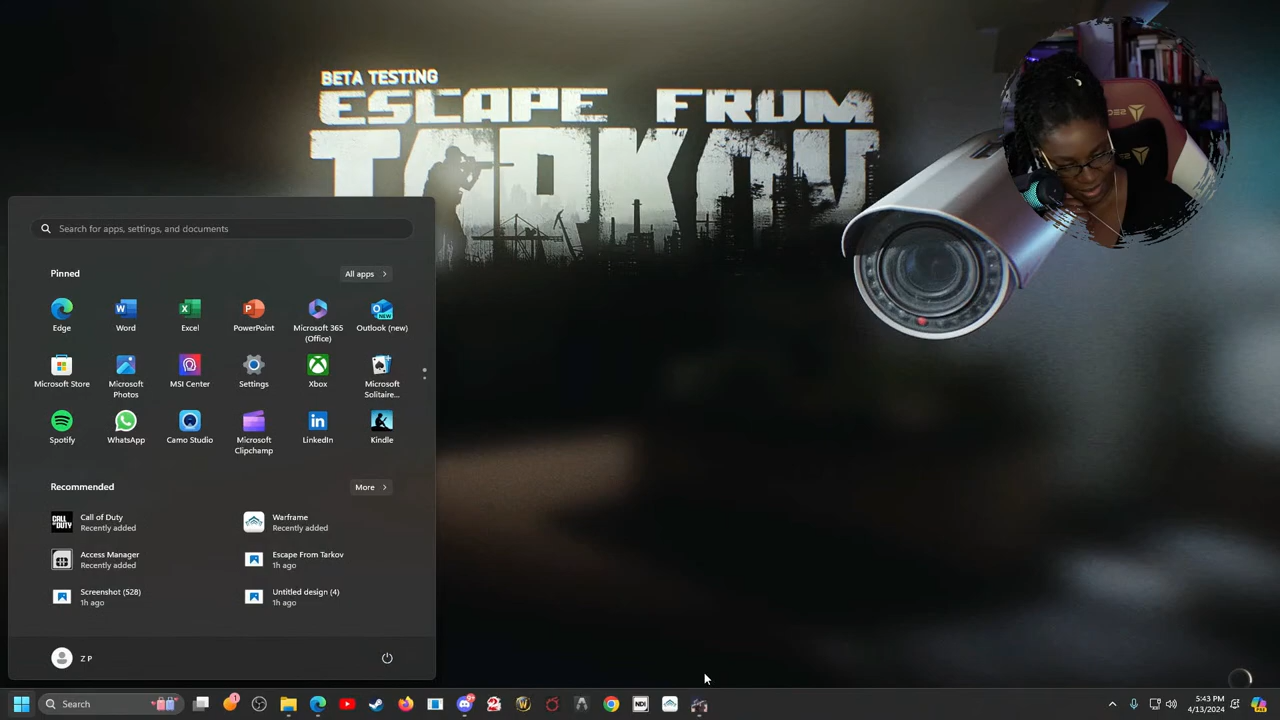 BETA TESTING
ESCAPE FROM
TARKOV
Search for apps, settings, and documents
Pinned
All apps
Edge
Word
Excel
PowerPoint
Microsoft 365
(Office)
Outlook (new)
Microsoft Store
Microsoft
Photos
MSI Center
Settings
Xbox
Microsoft
Solitaire...
Spotify
WhatsApp
Camo Studio
Microsoft
Clipchamp
LinkedIn
Kindle
Recommended
More
Call of Duty
Recently added
Warframe
Recently added
Access Manager
Recently added
Escape From Tarkov
1h ago
Screenshot (528)
1h ago
Untitled design (4)
1h ago
Z P
Search
NDI
5:43 PM
4/13/2024